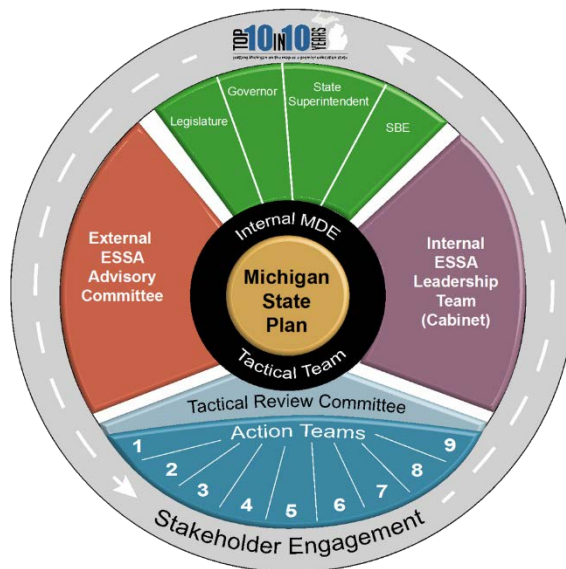 TOP 10 IN 10 YEARS
Governor
State
Superintendent
Legislature
SBE
Internal MDE
External
ESSA
Advisory
Committee
Michigan
State
Plan
Internal
ESSA
Leadership
Team
(Cabinet)
Tactical Team
Tactical Review Committee
Action Teams
1 2 3 4 5 6 7 8 9
Stakeholder Engagement